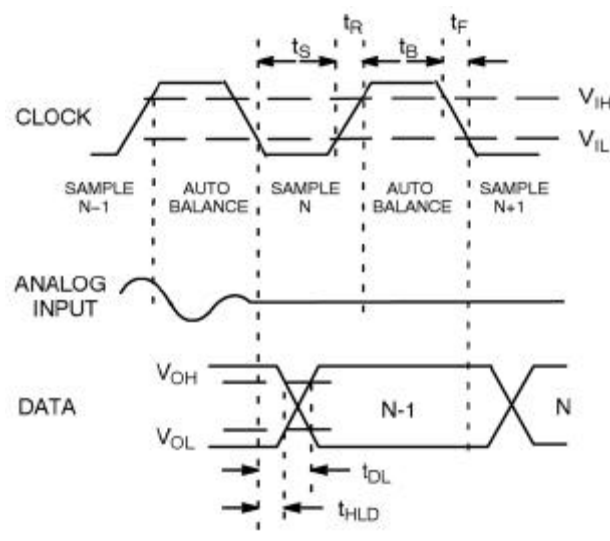 tS
tR
tB
tF
CLOCK
VIH
VIL
SAMPLE
N–1
AUTO
BALANCE
SAMPLE
N
AUTO
BALANCE
SAMPLE
N+1
ANALOG
INPUT
DATA
VOH
VOL
N-1
N
tDL
tHLD